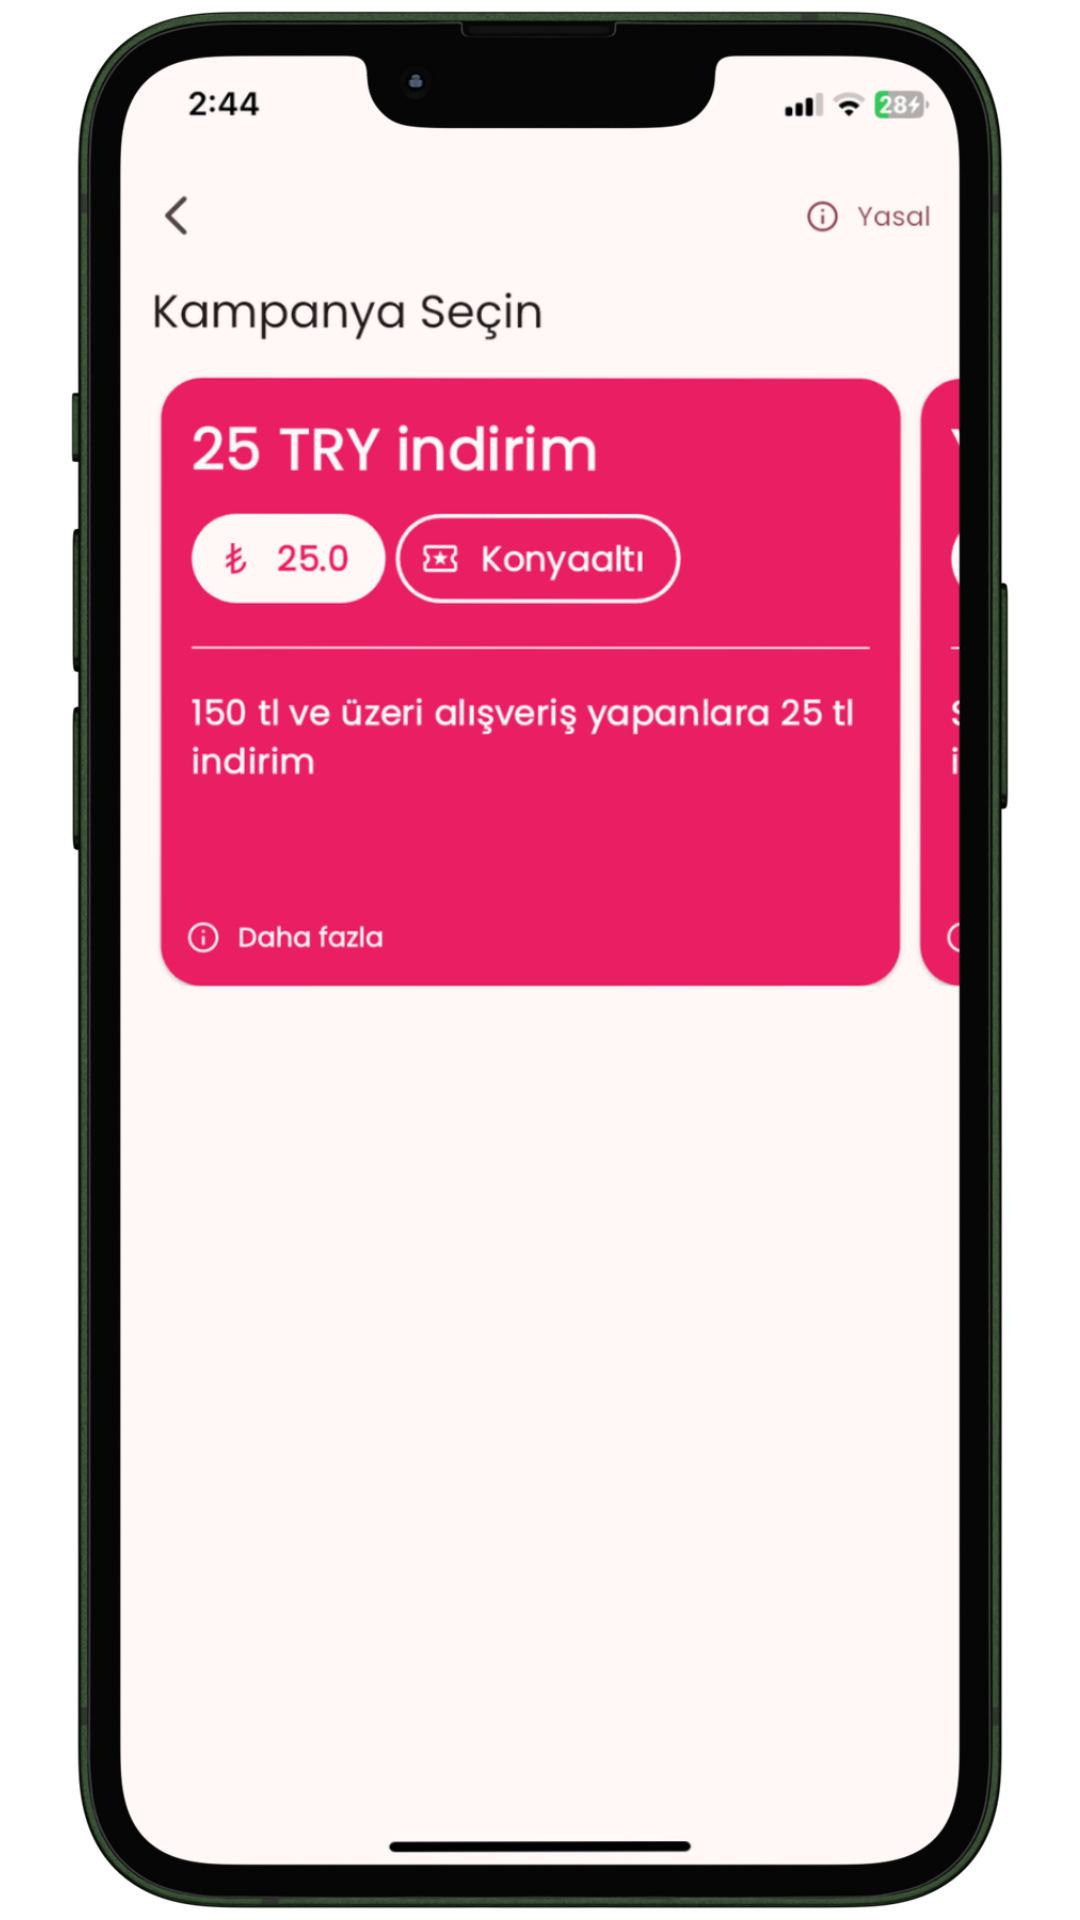 2:44
28
Yasal
Kampanya Seçin
25 TRY indirim
₺ 25.0
Konyaaltı
150 tl ve üzeri alışveriş yapanlara 25 tl
indirim
Daha fazla